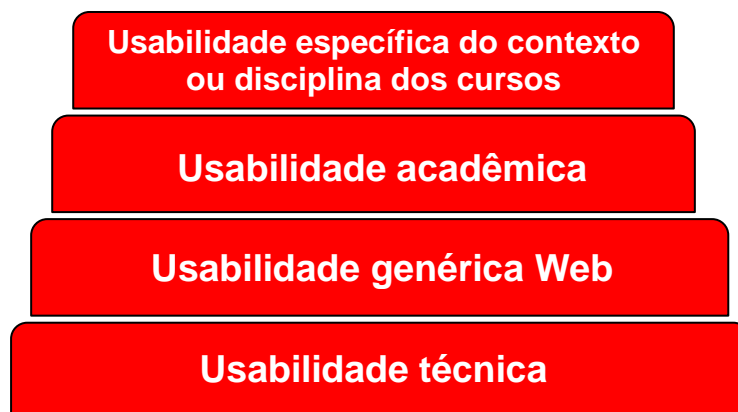 Usabilidade específica do contexto
ou disciplina dos cursos
Usabilidade acadêmica
Usabilidade genérica Web
Usabilidade técnica